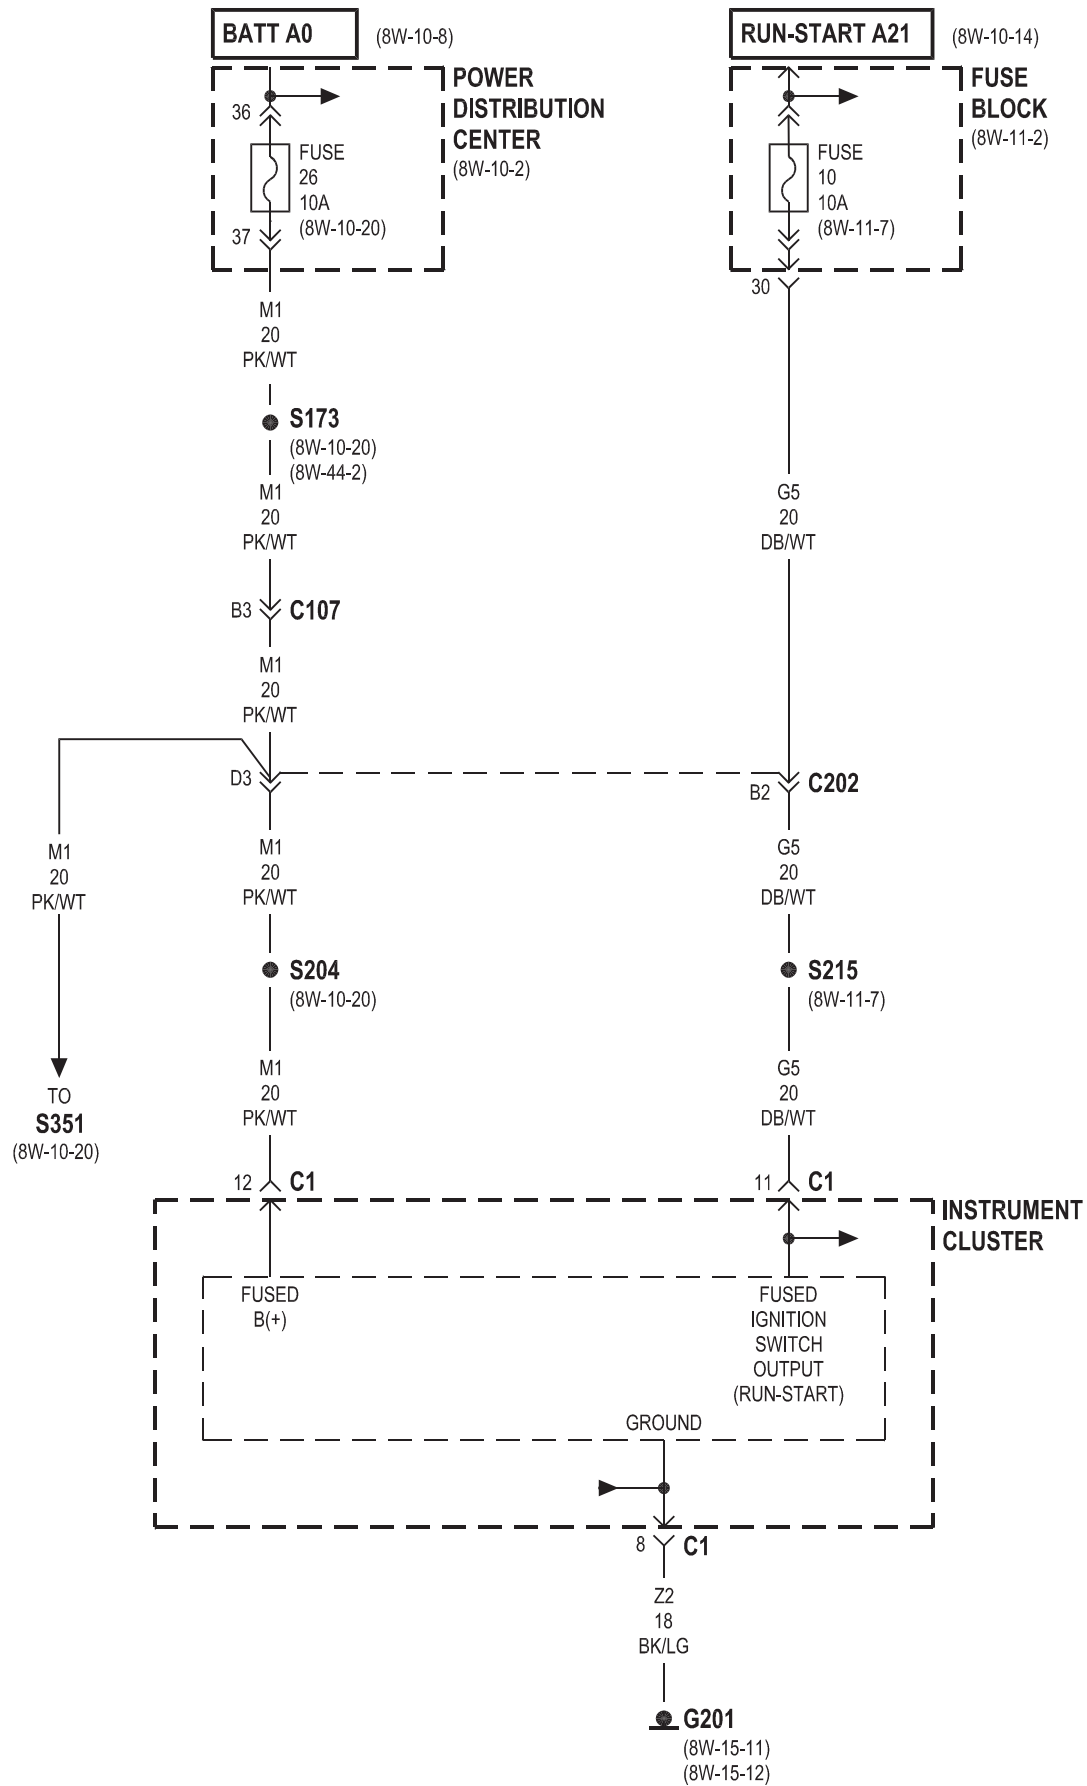 BATT A0
(8W-10-8)
RUN-START A21
(8W-10-14)
POWER
DISTRIBUTION
CENTER
(8W-10-2)
36
FUSE
26
10A
(8W-10-20)
37
FUSE
BLOCK
(8W-11-2)
FUSE
10
10A
(8W-11-7)
30
M1
20
PK/WT
S173
(8W-10-20)
(8W-44-2)
M1
20
PK/WT
G5
20
DB/WT
B3
C107
M1
20
PK/WT
D3
B2
C202
M1
20
PK/WT
M1
20
PK/WT
G5
20
DB/WT
S204
(8W-10-20)
S215
(8W-11-7)
TO
S351
(8W-10-20)
M1
20
PK/WT
G5
20
DB/WT
12
C1
11
C1
INSTRUMENT
CLUSTER
FUSED
B(+)
FUSED
IGNITION
SWITCH
OUTPUT
(RUN-START)
GROUND
8
C1
Z2
18
BK/LG
G201
(8W-15-11)
(8W-15-12)